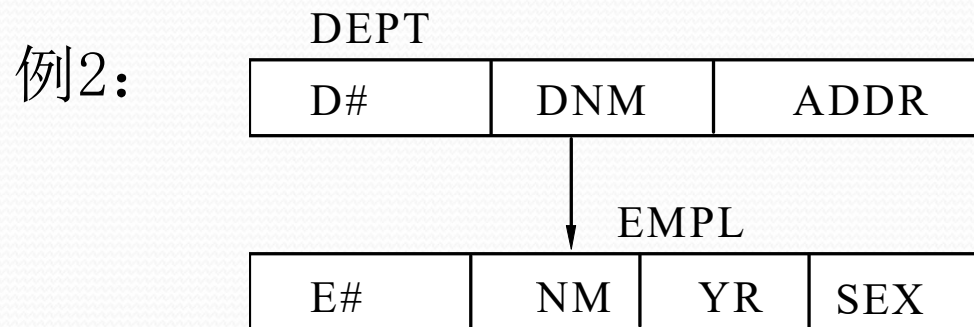 DEPT
例2：
D# DNM ADDR
EMPL
E# NM YR SEX